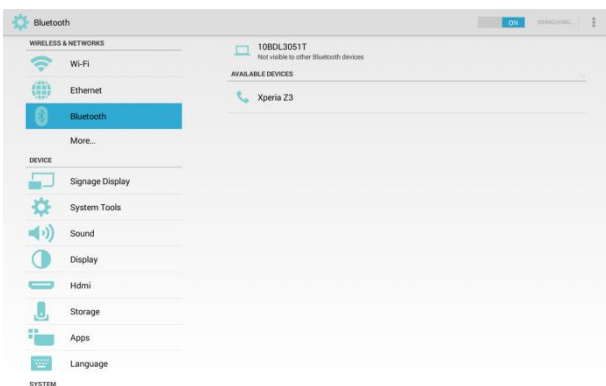 Bluetooth
ON
SEARCHING...
WIRELESS & NETWORKS
Wi-Fi
Ethernet
Bluetooth
More...
DEVICE
Signage Display
System Tools
Sound
Display
Hdmi
Storage
Apps
Language
SYSTEM
10BDL3051T
Not visible to other Bluetooth devices
AVAILABLE DEVICES
Xperia Z3